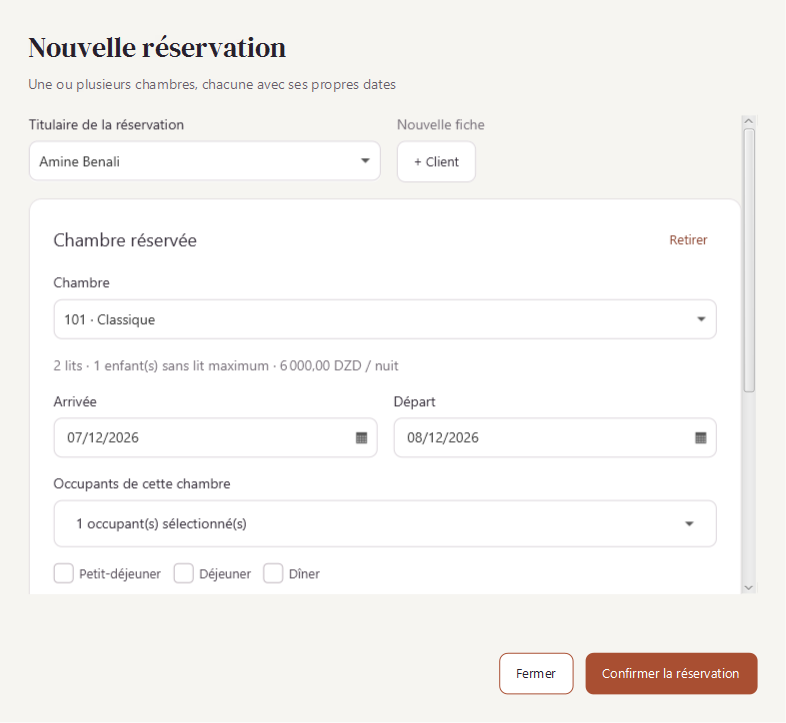 Nouvelle réservation
Une ou plusieurs chambres, chacune avec ses propres dates
Titulaire de la réservation
Nouvelle fiche
Amine Benali
+ Client
Chambre réservée
Retirer
Chambre
101 · Classique
2 lits · 1 enfant(s) sans lit maximum · 6 000,00 DZD / nuit
Arrivée
Départ
07/12/2026
08/12/2026
Occupants de cette chambre
1 occupant(s) sélectionné(s)
Petit-déjeuner
Déjeuner
Dîner
Fermer
Confirmer la réservation